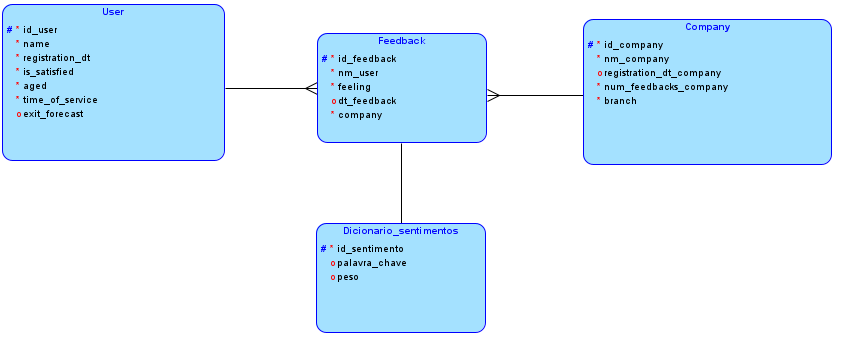 User
# * id_user
* name
* registration_dt
* is_satisfied
* aged
* time_of_service
o exit_forecast
Feedback
# * id_feedback
* nm_user
* feeling
o dt_feedback
* company
Company
# * id_company
* nm_company
o registration_dt_company
* num_feedbacks_company
* branch
Dicionario_sentimentos
# * id_sentimento
o palavra_chave
o peso